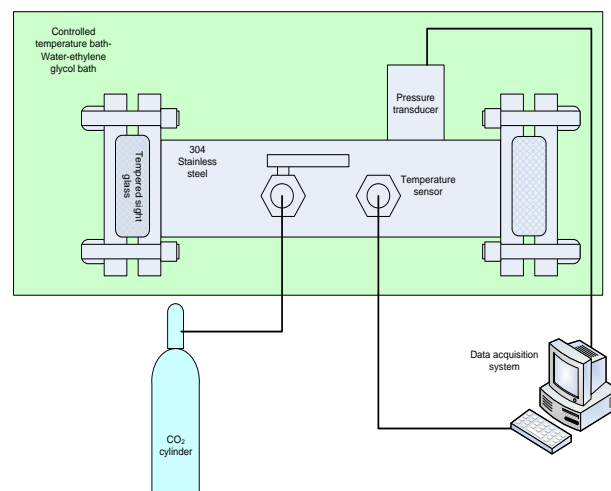 Controlled
temperature bath-
Water-ethylene
glycol bath
Pressure
transducer
304
Stainless
steel
Tempered sight
glass
Temperature
sensor
Data acquisition
system
CO₂
cylinder